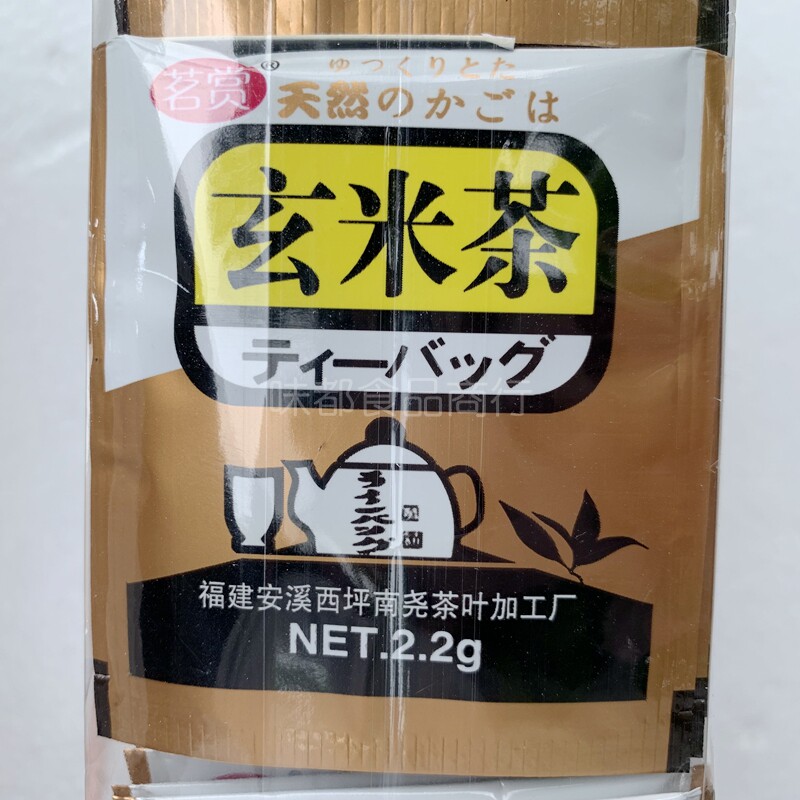 茗赏®
ゆつくりとた
天然のかごは
玄米茶
ティーバッグ
味都食品商行
福建安溪西坪南尧茶叶加工厂
NET.2.2g